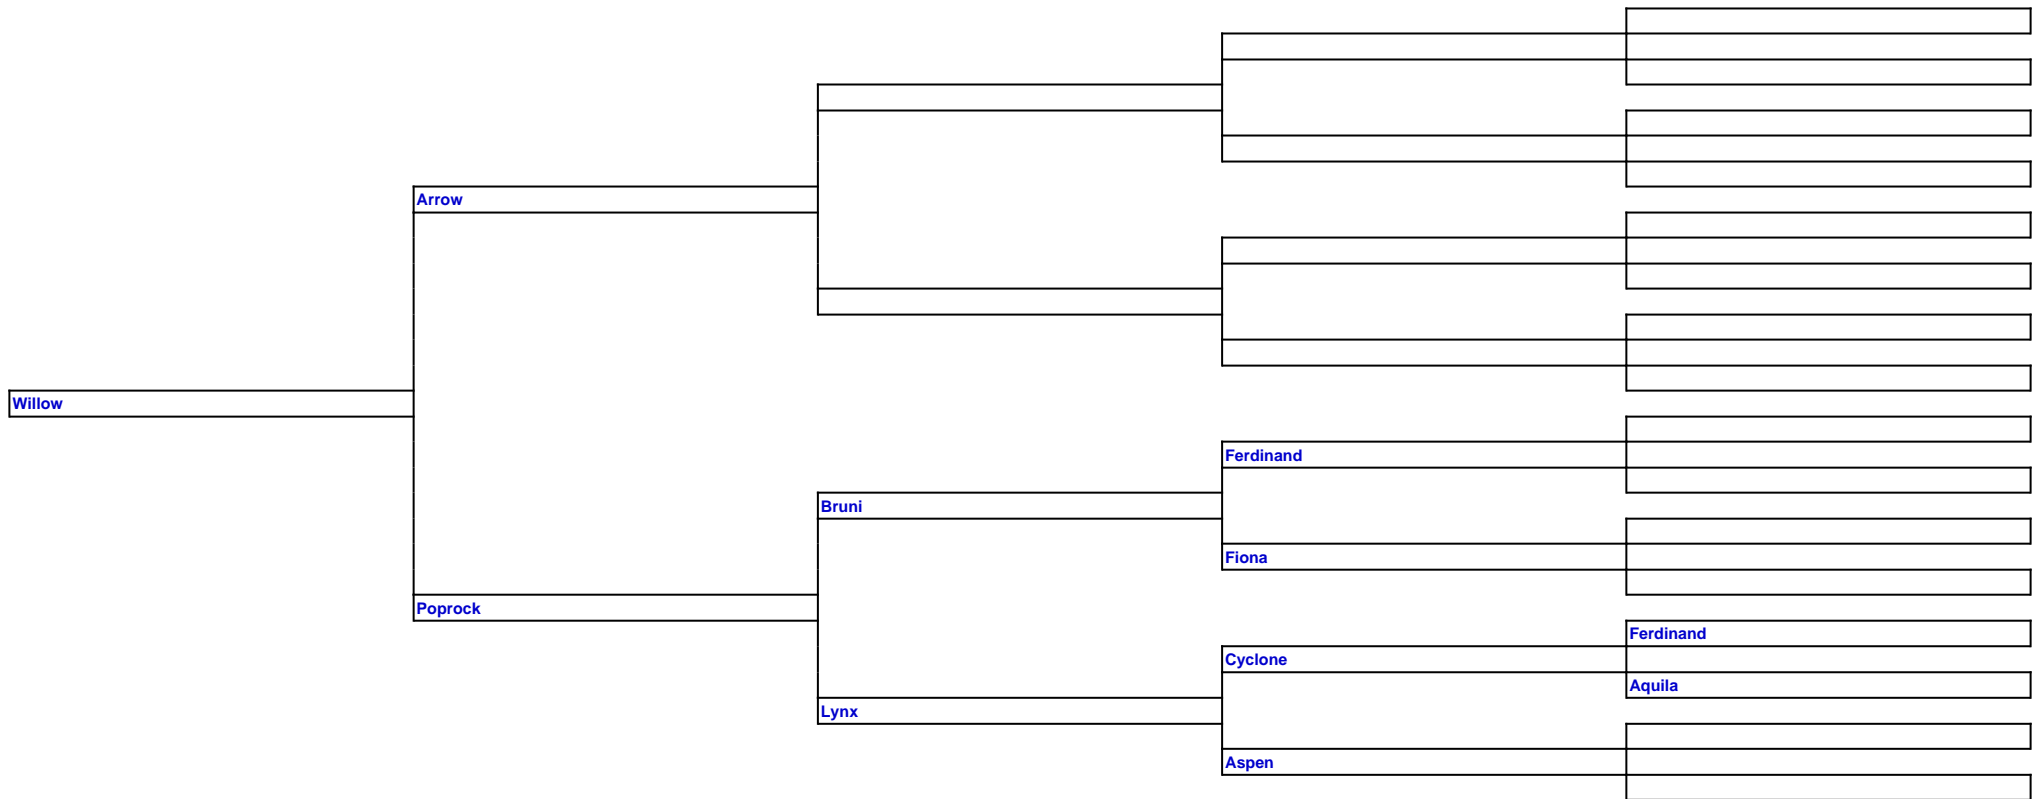 Arrow
Willow
Ferdinand
Bruni
Fiona
Poprock
Ferdinand
Cyclone
Aquila
Lynx
Aspen